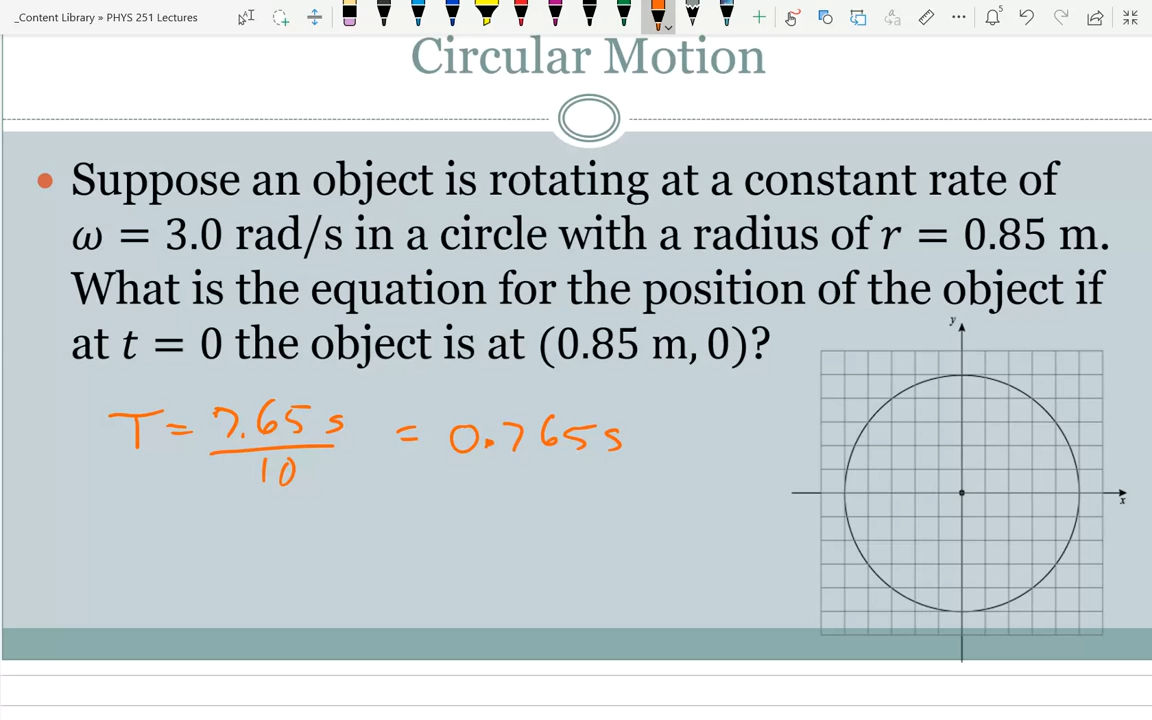 _Content Library » PHYS 251 Lectures
5
Circular Motion
• Suppose an object is rotating at a constant rate of
ω = 3.0 rad/s in a circle with a radius of r = 0.85 m.
What is the equation for the position of the object if
at t = 0 the object is at (0.85 m, 0)?
T = 7.65 s / 10 = 0.765 s
y
x